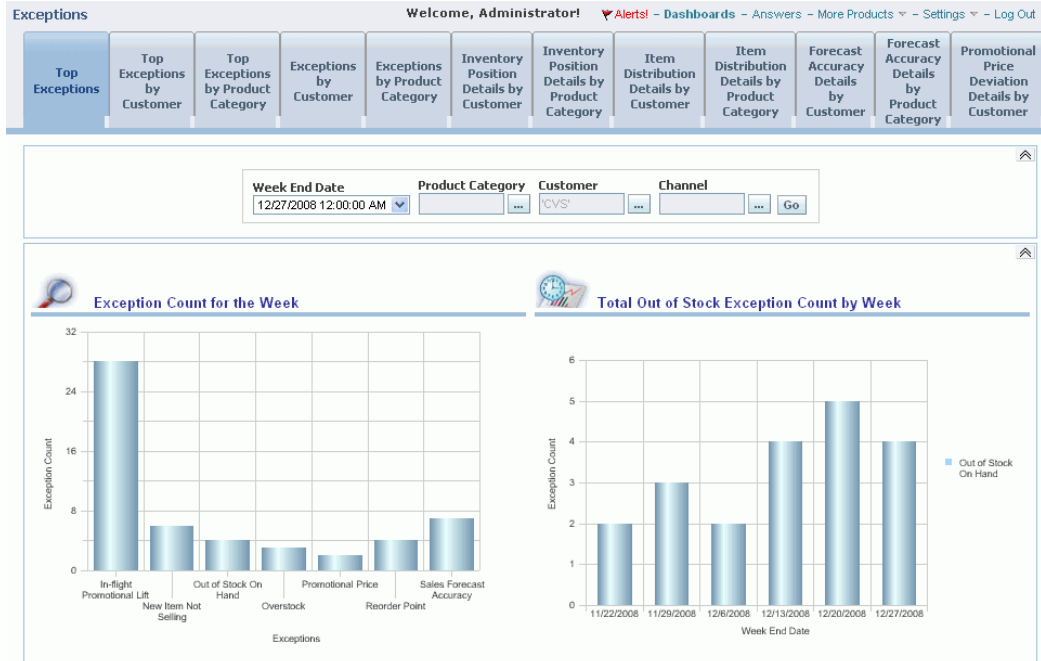 Exceptions
Welcome, Administrator! Alerts! - Dashboards - Answers - More Products - Settings - Log Out
Top
Exceptions
Top
Exceptions
by
Customer
Top
Exceptions
by Product
Category
Exceptions
by
Customer
Exceptions
by Product
Category
Inventory
Position
Details by
Customer
Inventory
Position
Details by
Product
Category
Item
Distribution
Details by
Customer
Item
Distribution
Details by
Product
Category
Forecast
Accuracy
Details
by
Customer
Forecast
Accuracy
Details
by
Product
Category
Promotional
Price
Deviation
Details by
Customer
Week End Date Product Category Customer Channel
12/27/2008 12:00:00 AM ... 'CVS' ... ... Go
Exception Count for the Week
32
24
16
8
0
Exception Count
In-flight
Promotional Lift
New Item Not
Selling
Out of Stock On
Hand
Overstock
Promotional Price
Reorder Point
Sales Forecast
Accuracy
Exceptions
Total Out of Stock Exception Count by Week
6
5
4
3
2
1
0
Exception Count
11/22/2008 11/29/2008 12/6/2008 12/13/2008 12/20/2008 12/27/2008
Week End Date
Out of Stock
On Hand